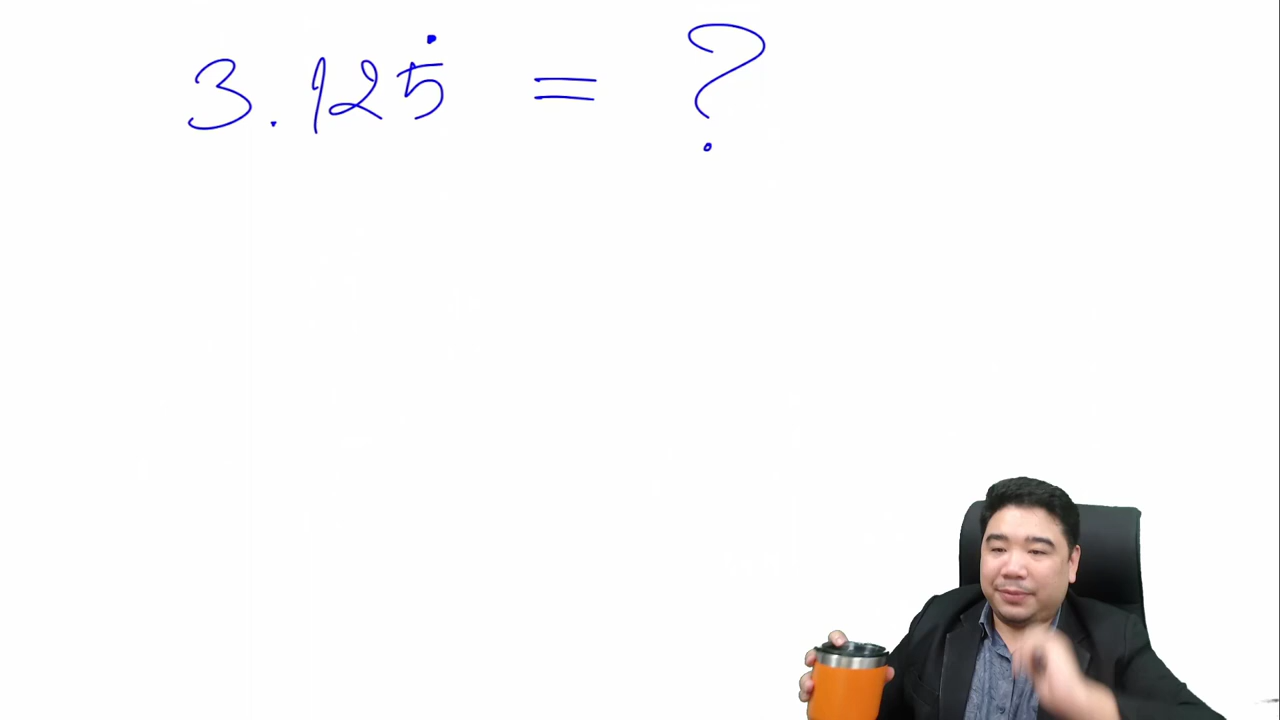 3.125̇ = ?